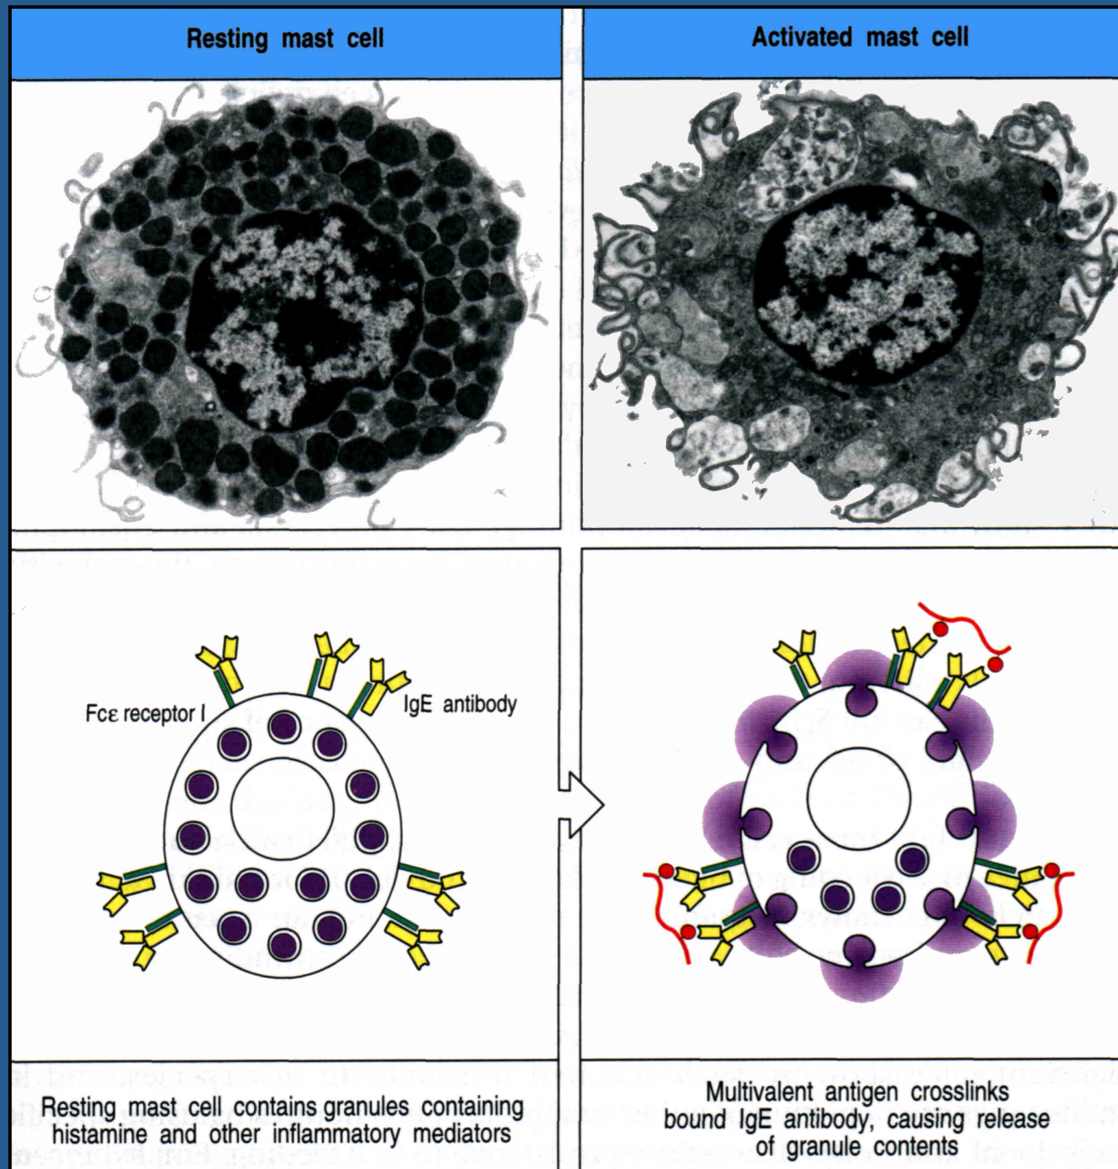 Resting mast cell
Activated mast cell
Fcε receptor I
IgE antibody
Resting mast cell contains granules containing
histamine and other inflammatory mediators
Multivalent antigen crosslinks
bound IgE antibody, causing release
of granule contents